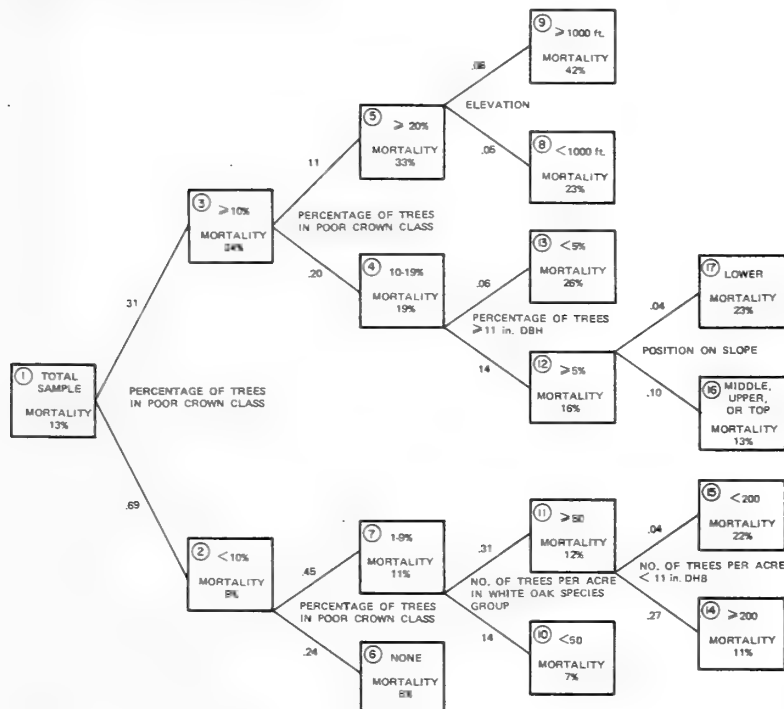 ⑨ ≥1000 ft.
MORTALITY
42%
ELEVATION
⑤ ≥ 20%
MORTALITY
33%
.05
⑧ <1000 ft.
MORTALITY
23%
11
③ ≥10%
MORTALITY
PERCENTAGE OF TREES
IN POOR CROWN CLASS
.20
④ 10-19%
MORTALITY
19%
⑬ <5%
MORTALITY
26%
.06
PERCENTAGE OF TREES
≥11 in. DBH
14
⑫ ≥5%
MORTALITY
16%
⑰ LOWER
MORTALITY
23%
.04
POSITION ON SLOPE
.10
⑯ MIDDLE,
UPPER,
OR TOP
MORTALITY
13%
31
① TOTAL
SAMPLE
MORTALITY
13%
PERCENTAGE OF TREES
IN POOR CROWN CLASS
.69
② <10%
MORTALITY
.45
⑦ 1-9%
MORTALITY
11%
PERCENTAGE OF TREES
IN POOR CROWN CLASS
.24
⑥ NONE
MORTALITY
.31
⑪ ≥50
MORTALITY
12%
NO. OF TREES PER ACRE
IN WHITE OAK SPECIES
GROUP
14
⑩ <50
MORTALITY
7%
.04
⑮ <200
MORTALITY
22%
NO. OF TREES PER ACRE
< 11 in. DHB
.27
⑭ ≥200
MORTALITY
11%